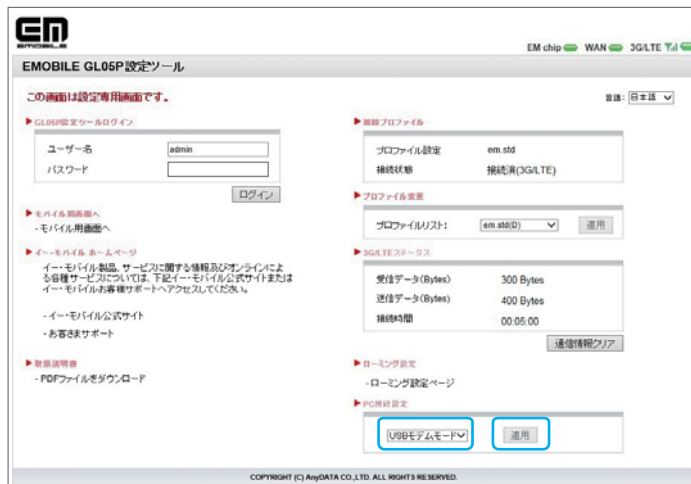 EM
EMOBILE
EM chip WAN 3G/LTE
EMOBILE GL05P設定ツール
この画面は設定専用画面です。
言語: 日本語
GL05P設定ツールログイン
ユーザー名 admin
パスワード
ログイン
モバイル用画面へ
-モバイル用画面へ
イー・モバイル ホームページ
イー・モバイル製品、サービスに関する情報及びオンラインによ
る各種サービスについては、下記イー・モバイル公式サイトまたは
イー・モバイルお客様サポートへアクセスしてください。
-イー・モバイル公式サイト
-お客さまサポート
取扱説明書
-PDFファイルをダウンロード
接続プロファイル
プロファイル設定 em.std
接続状態 接続済(3G/LTE)
プロファイル変更
プロファイルリスト: em.std(D) 適用
3G/LTEステータス
受信データ(Bytes) 300 Bytes
送信データ(Bytes) 400 Bytes
接続時間 00:05:00
通信情報クリア
ローミング設定
-ローミング設定ページ
PC接続設定
USBモデムモード 適用
COPYRIGHT (C) AnyDATA CO.,LTD. ALL RIGHTS RESERVED.